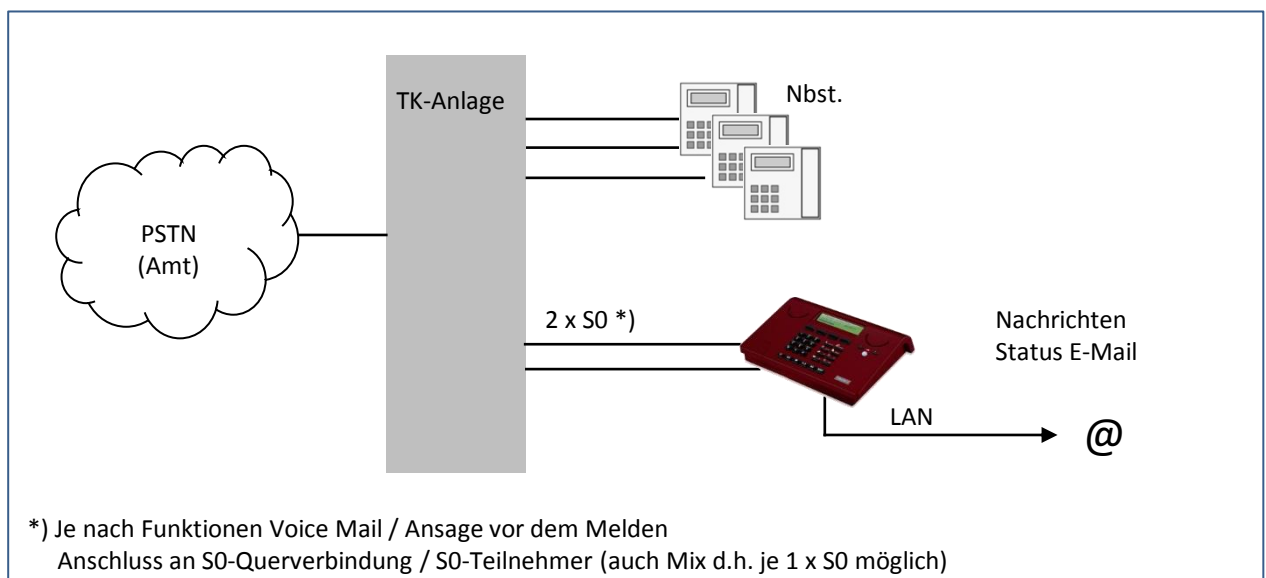 TK-Anlage
Nbst.
PSTN
(Amt)
2 x S0 *)
Nachrichten
Status E-Mail
LAN
@
*) Je nach Funktionen Voice Mail / Ansage vor dem Melden
Anschluss an S0-Querverbindung / S0-Teilnehmer (auch Mix d.h. je 1 x S0 möglich)